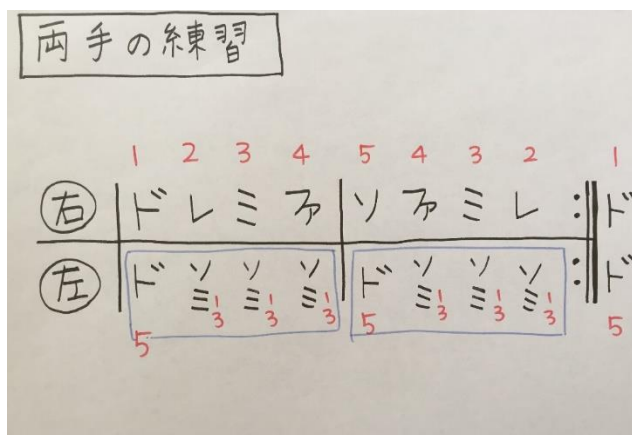 両手の練習
1 2 3 4 5 4 3 2 1
右 ド レ ミ ファ ソ ファ ミ レ : ド
左 ド ソ ソ ソ ド ソ ソ ソ : ド
ミ 1 ミ 1 ミ 1 ミ 1 ミ 1 ミ 1
3 3 3 3 3 3
5 5 5